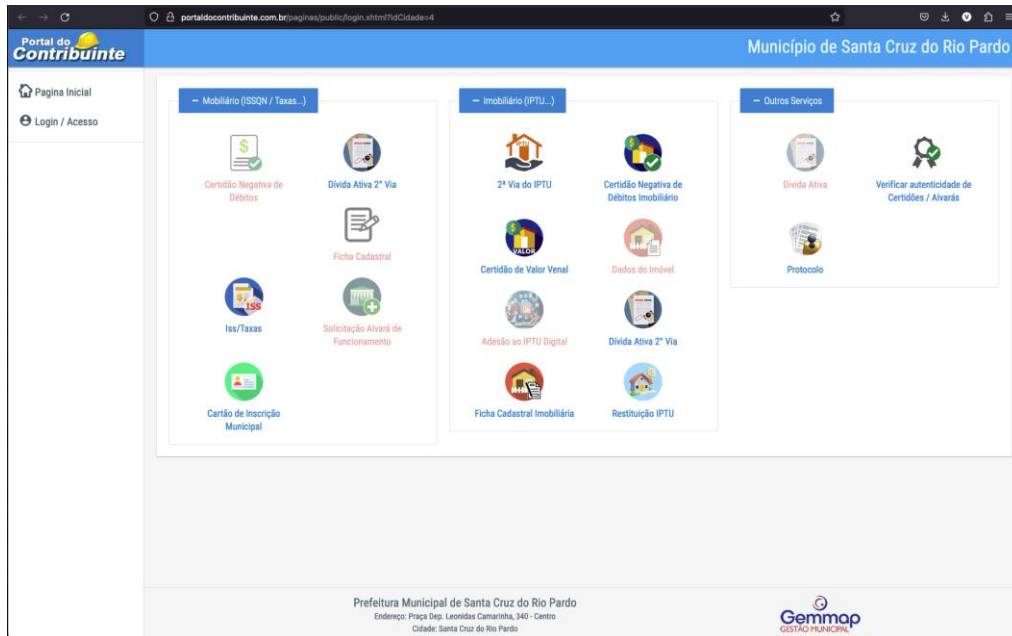 portaldocontribuinte.com.br/paginas/public/login.xhtml?idCidade=4
Portal do
Contribuinte
Município de Santa Cruz do Rio Pardo
Pagina Inicial
Login / Acesso
Mobiliário (ISSQN / Taxas...)
Certidão Negativa de
Débitos
Dívida Ativa 2° Via
Ficha Cadastral
ISS
Iss/Taxas
Solicitação Alvará de
Funcionamento
Cartão de Inscrição
Municipal
Imobiliário (IPTU...)
IPTU
2ª Via do IPTU
Certidão Negativa de
Débitos Imobiliário
VALOR
Certidão de Valor Venal
Dados do Imóvel
Adesão ao IPTU Digital
Dívida Ativa 2° Via
Ficha Cadastral Imobiliária
Restituição IPTU
Outros Serviços
Dívida Ativa
Verificar autenticidade de
Certidões / Alvarás
Protocolo
Prefeitura Municipal de Santa Cruz do Rio Pardo
Endereço: Praça Dep. Leonidas Camarinha, 340 - Centro
Cidade: Santa Cruz do Rio Pardo
Gemmap
GESTÃO MUNICIPAL